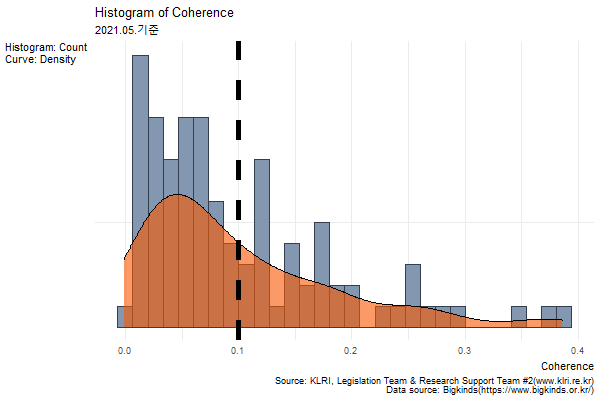 Histogram of Coherence
2021.05.기준
Histogram: Count
Curve: Density
0.0 0.1 0.2 0.3 0.4
Coherence
Source: KLRI, Legislation Team & Research Support Team #2(www.klri.re.kr)
Data source: Bigkinds(https://www.bigkinds.or.kr/)